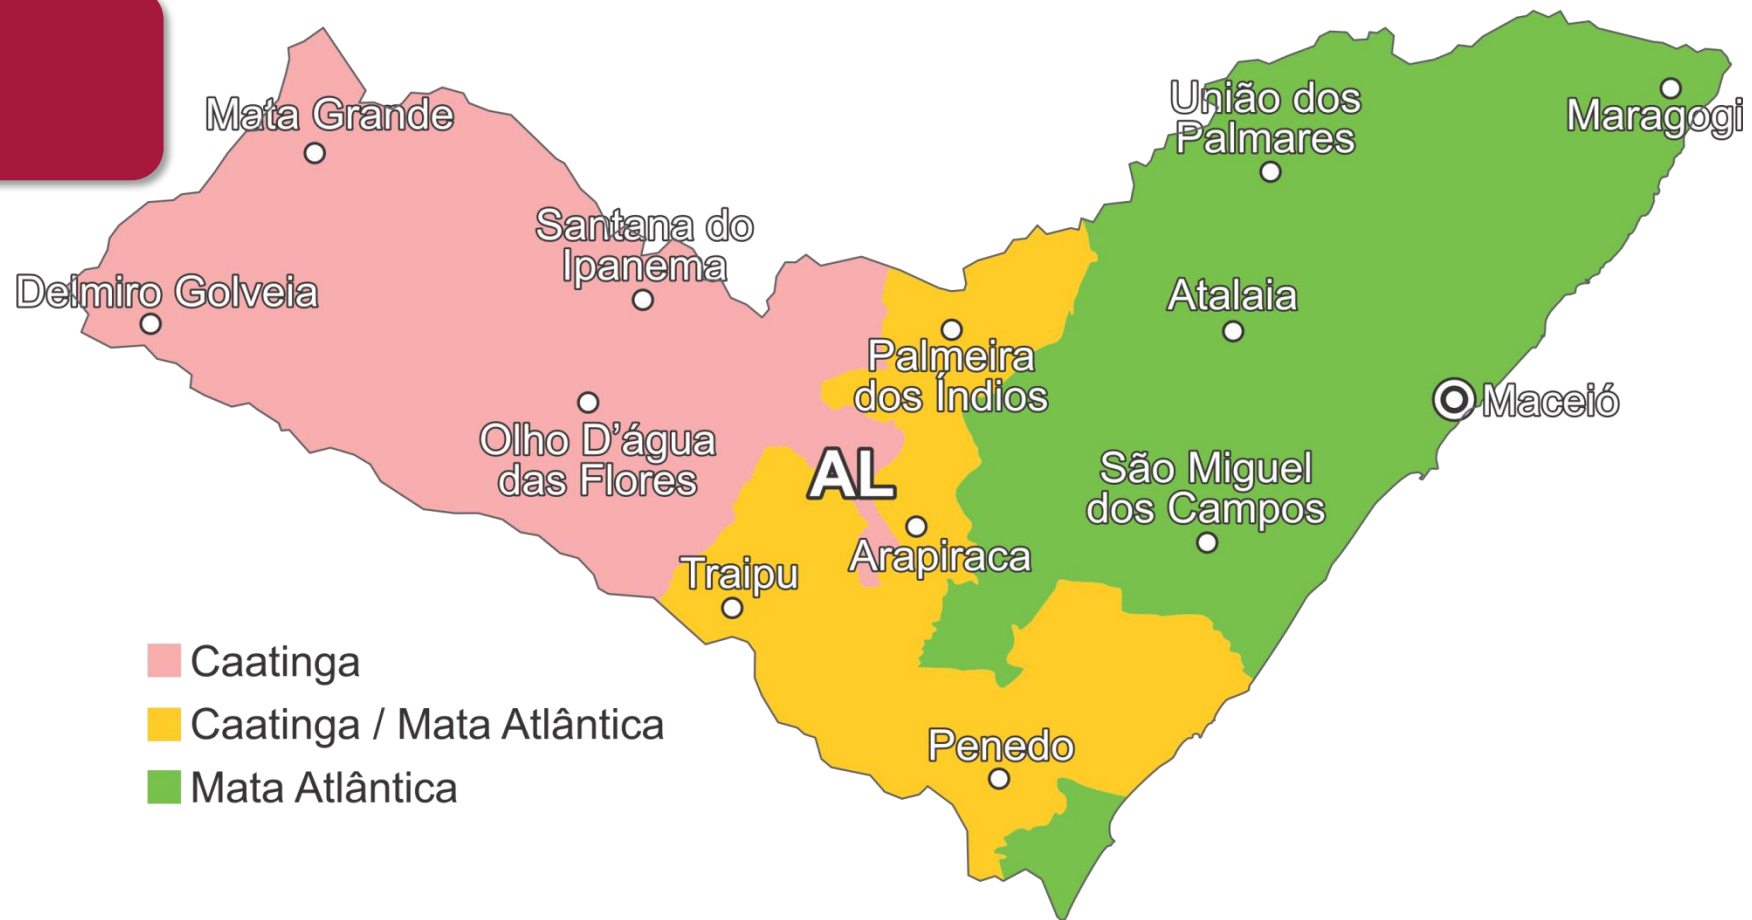 União dos
Palmares
Maragogi
Mata Grande
Santana do
Ipanema
Delmiro Golveia
Atalaia
Palmeira
dos Índios
Maceió
Olho D'água
das Flores
AL
São Miguel
dos Campos
Arapiraca
Traipu
Penedo
Caatinga
Caatinga / Mata Atlântica
Mata Atlântica